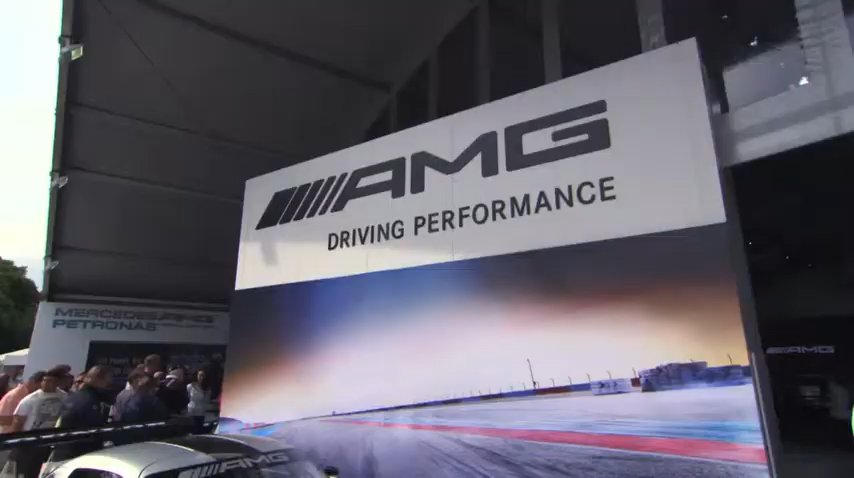 AMG
DRIVING PERFORMANCE
MERCEDES AMG
PETRONAS
AMG
AMG